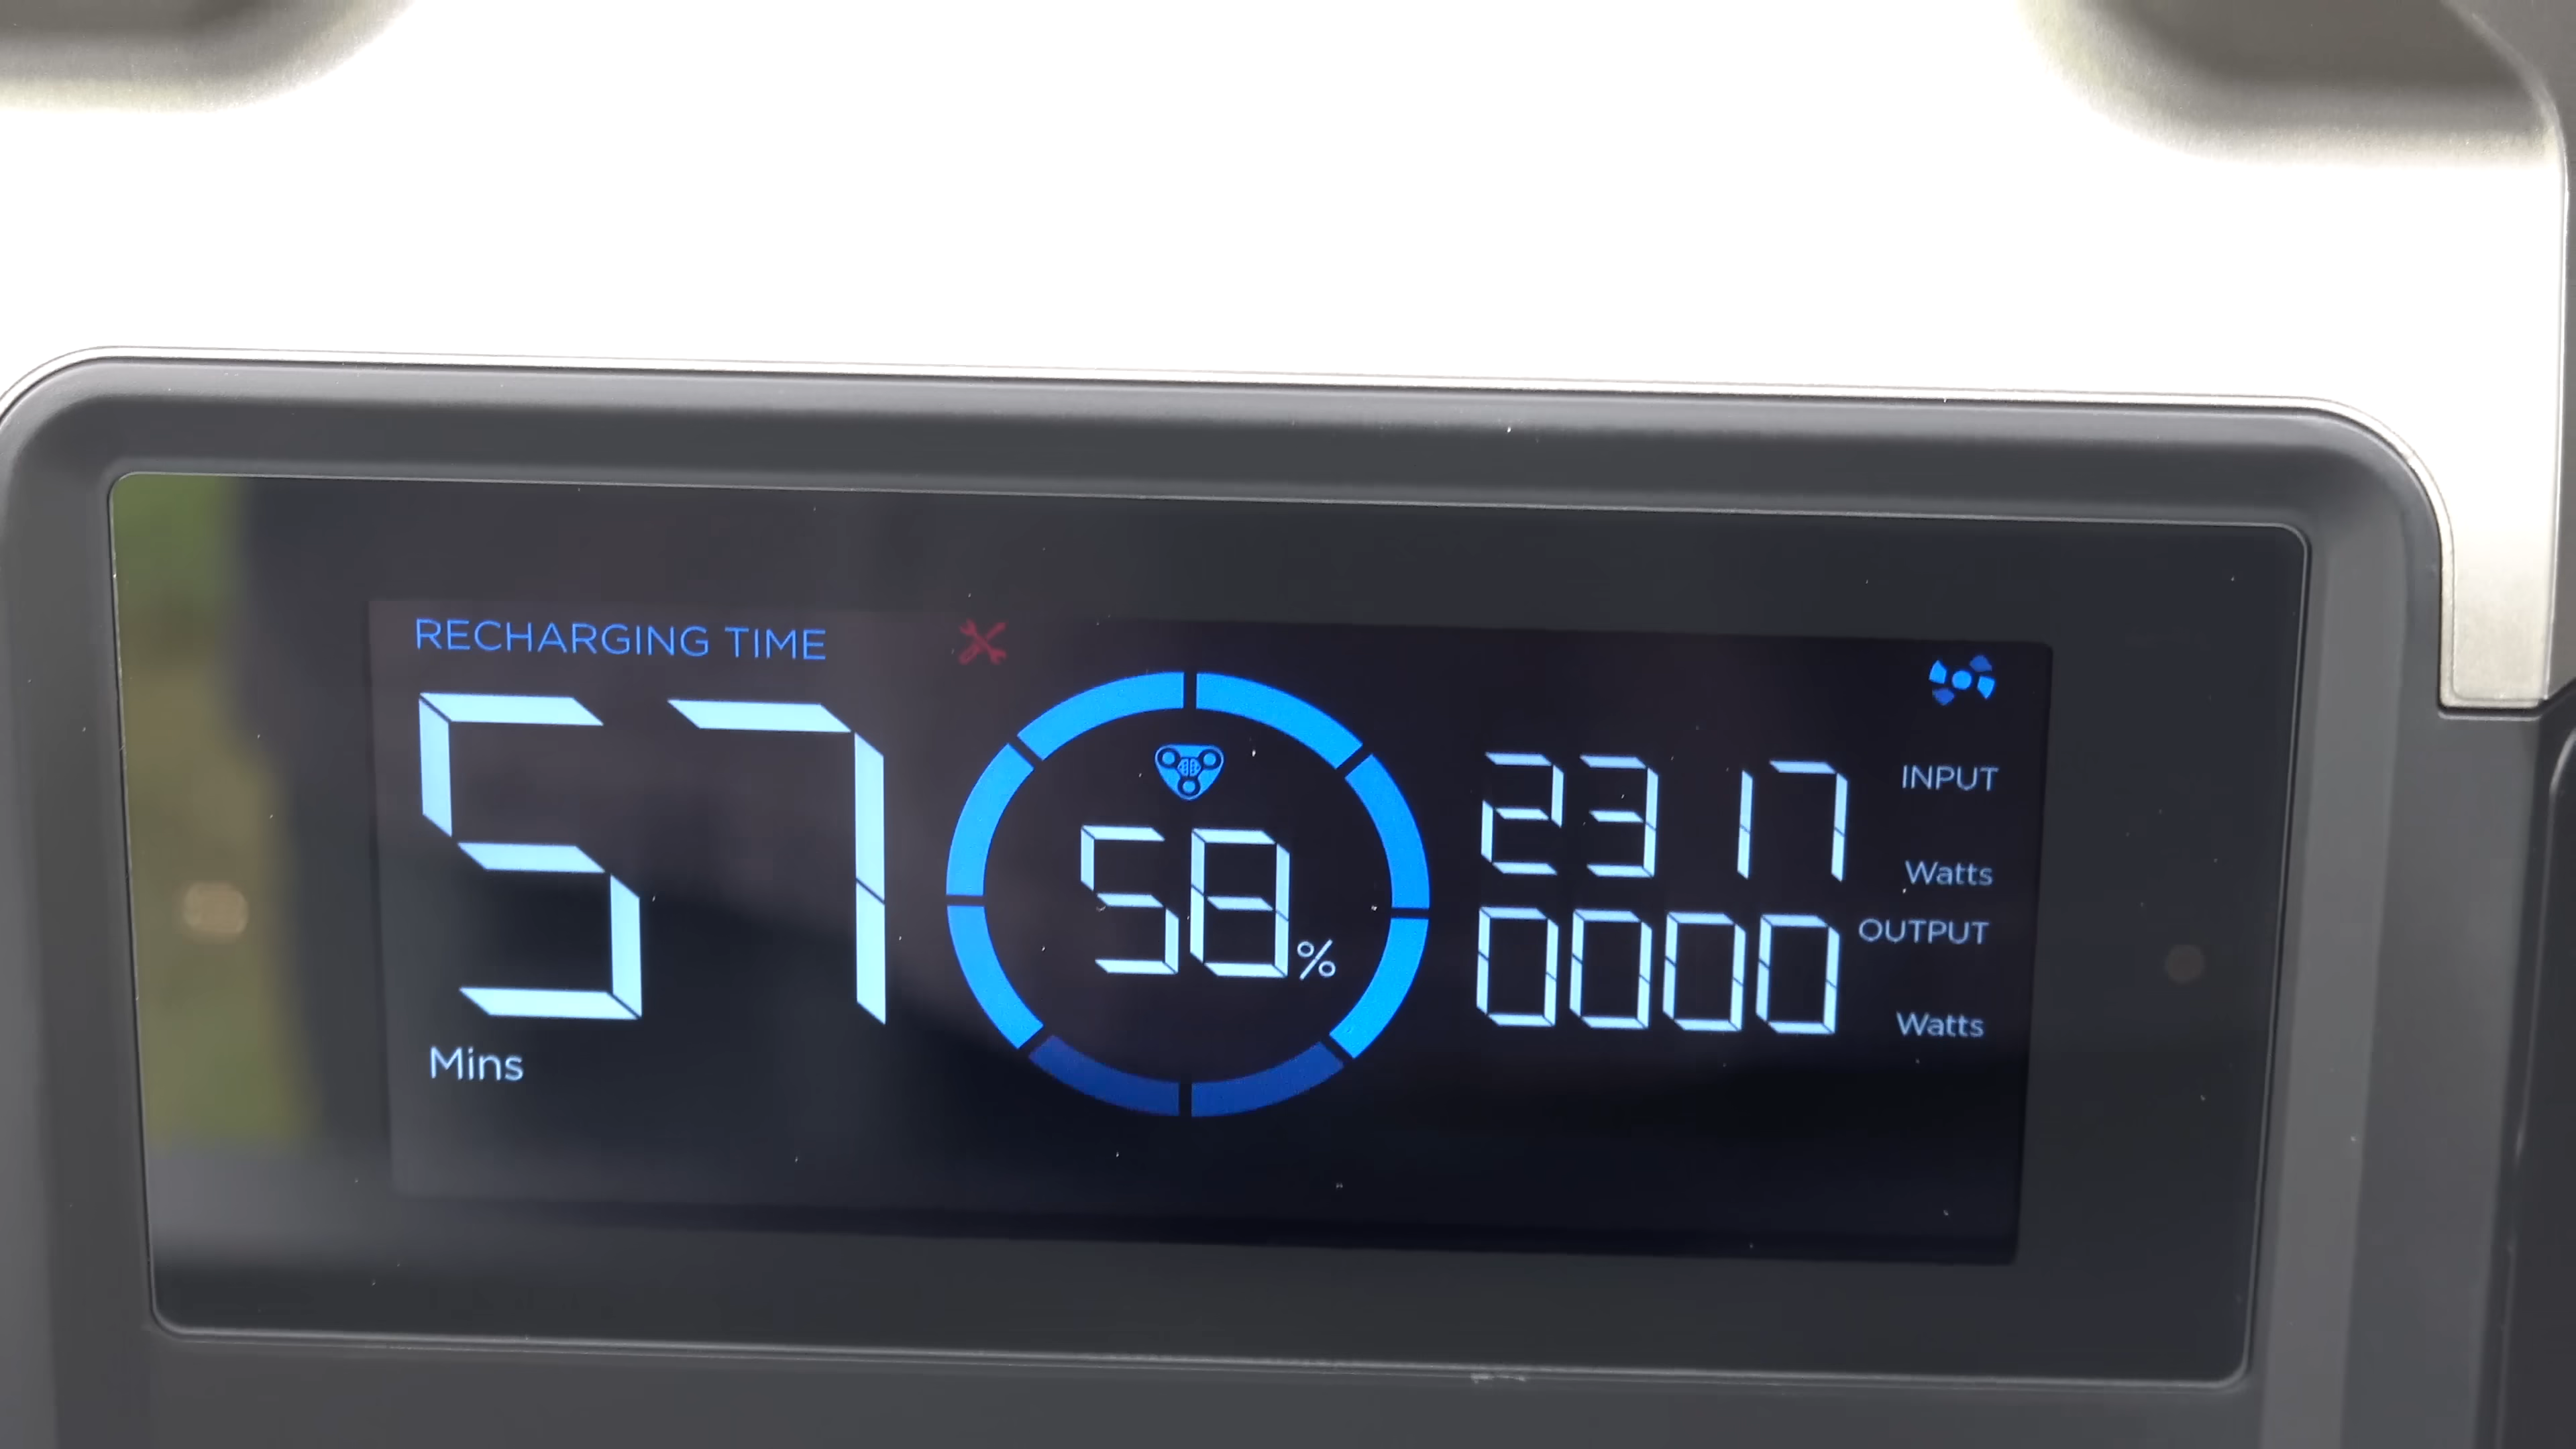 RECHARGING TIME
57
Mins
58%
2317 INPUT
Watts
0000 OUTPUT
Watts